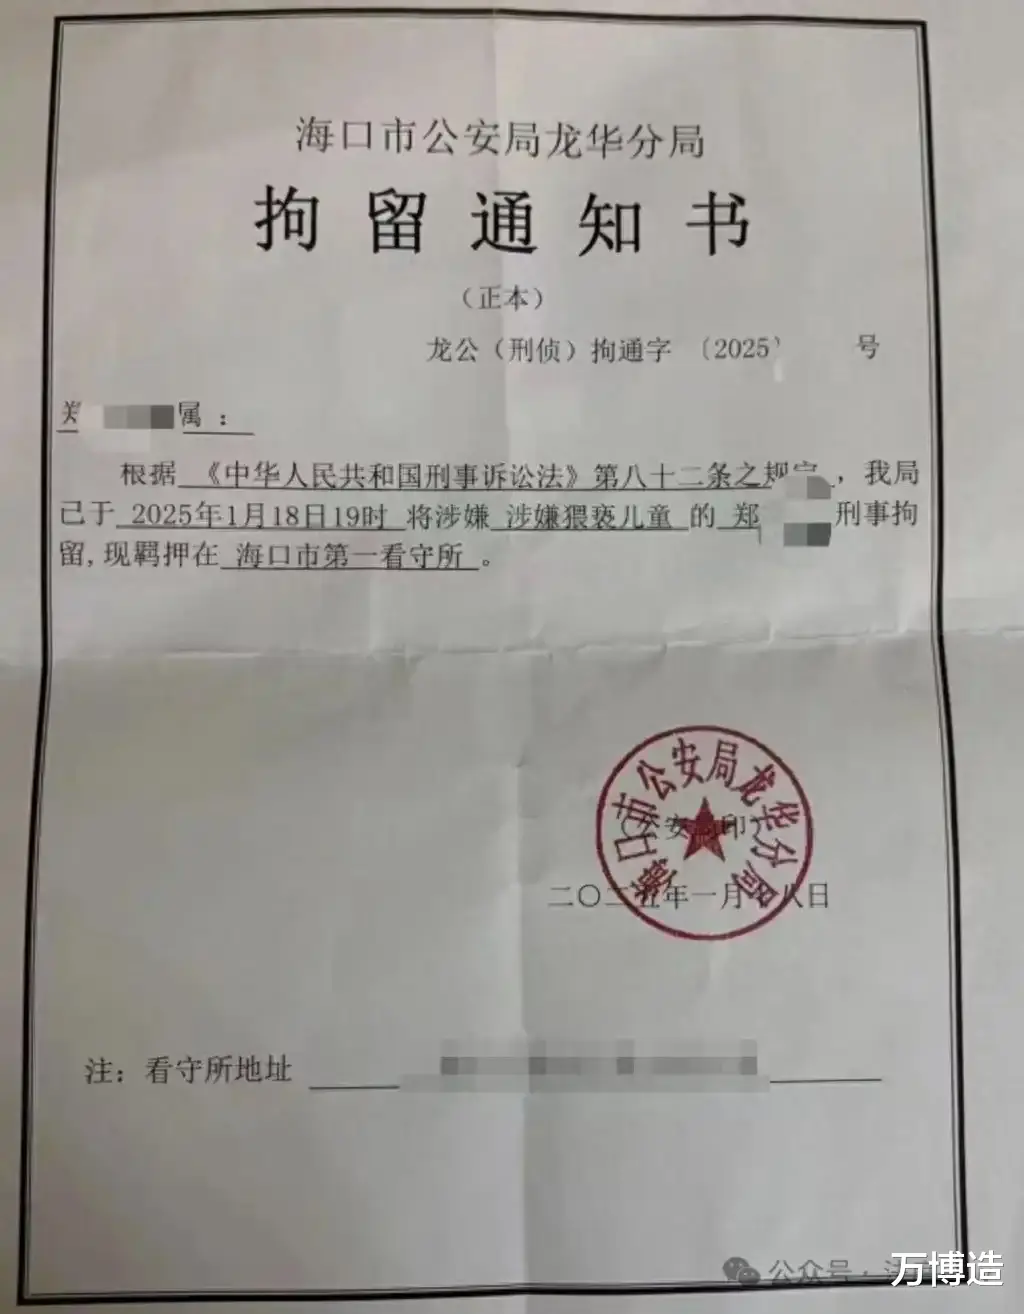 海口市公安局龙华分局
拘留通知书
（正本）
龙公（刑侦）拘通字〔2025〕 号
郑 属：
根据《中华人民共和国刑事诉讼法》第八十二条之规定，我局
已于 2025年1月18日19时 将涉嫌 涉嫌猥亵儿童 的 郑 刑事拘
留,现羁押在 海口市第一看守所 。
海口市公安局龙华分局
二〇二五年一月 八日
注：看守所地址
公众号·
万博造